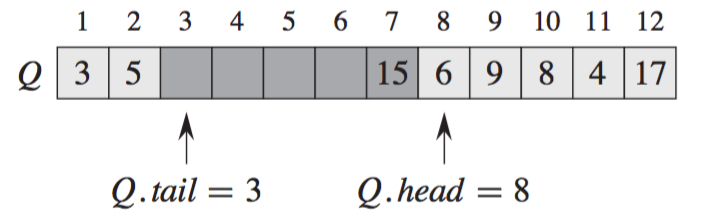 1 2 3 4 5 6 7 8 9 10 11 12
Q 3 5 15 6 9 8 4 17
Q.tail = 3 Q.head = 8